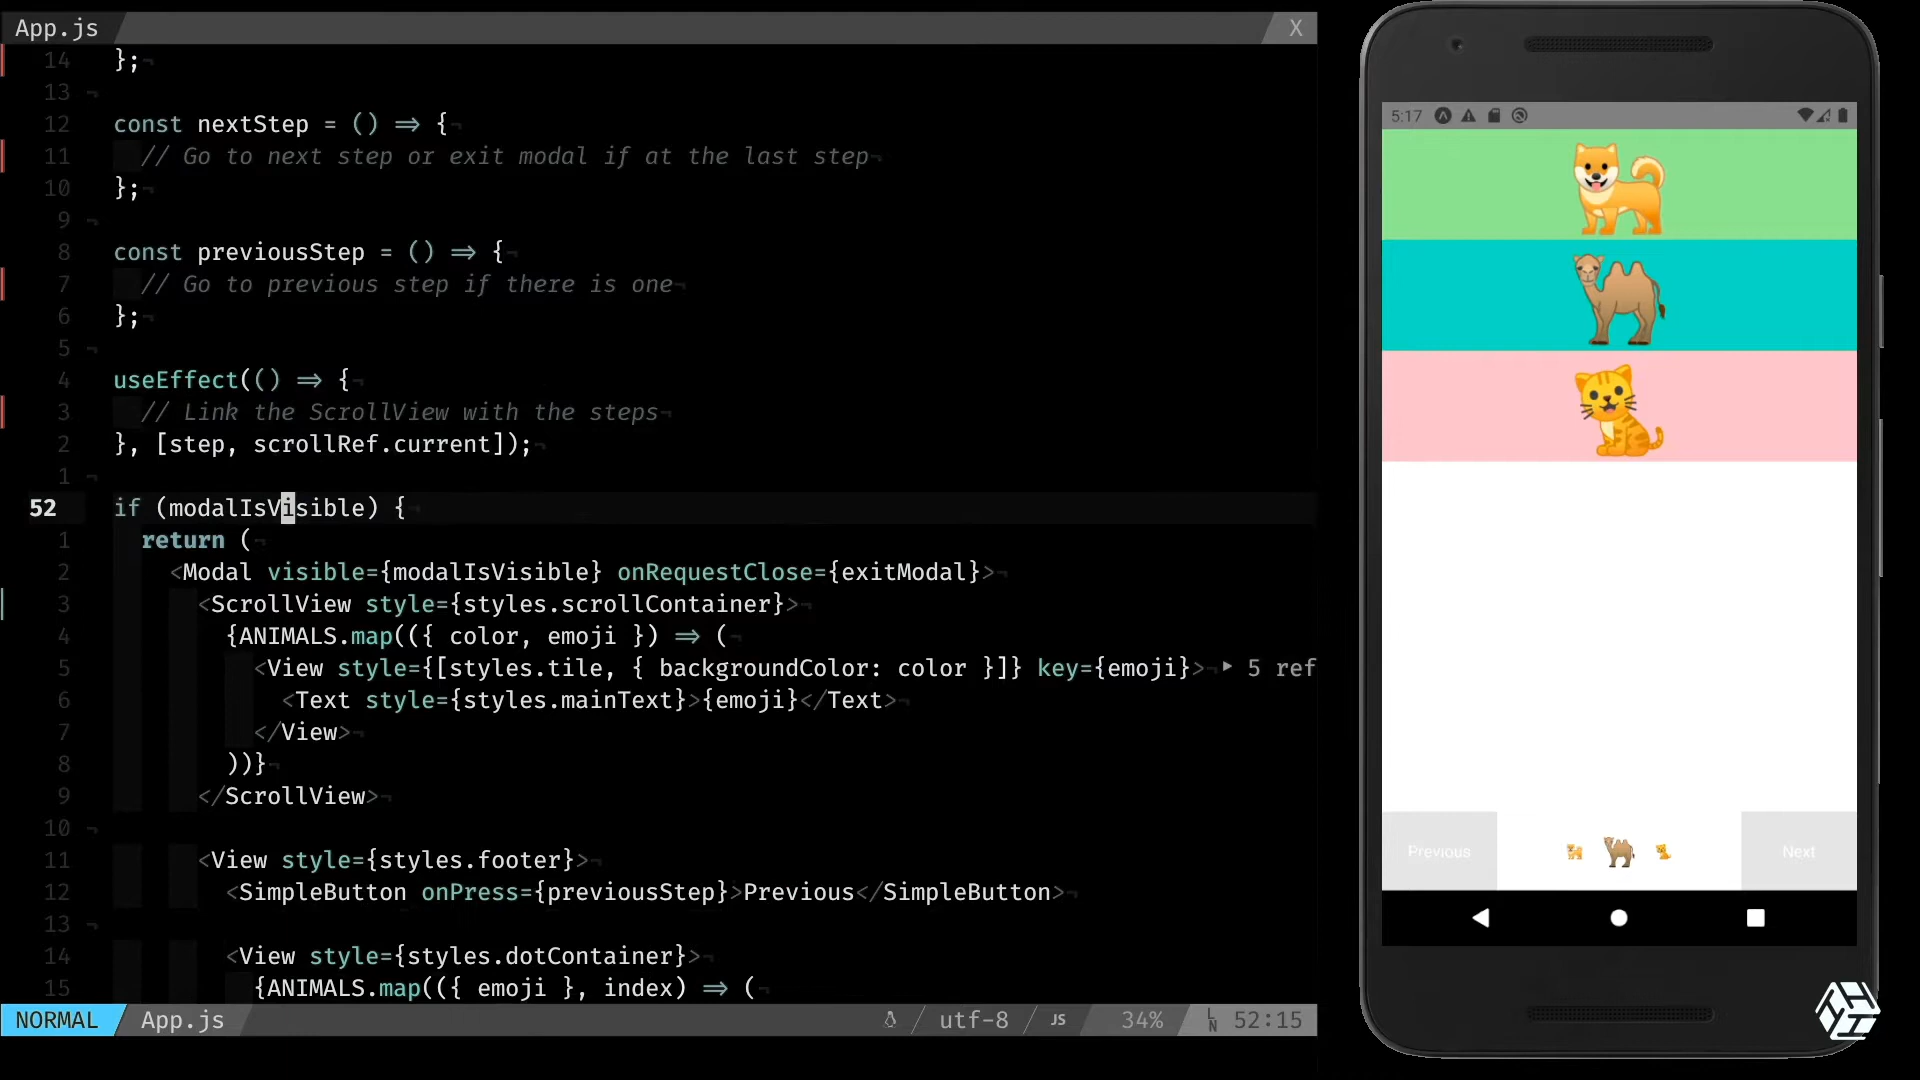 App.js X
14 };¬
13 ¬
12 const nextStep = () => {¬
11 // Go to next step or exit modal if at the last step¬
10 };¬
9 ¬
8 const previousStep = () => {¬
7 // Go to previous step if there is one¬
6 };¬
5 ¬
4 useEffect(() => {¬
3 // Link the ScrollView with the steps¬
2 }, [step, scrollRef.current]);¬
1 ¬
52 if (modalIsVisible) {¬
1 return (¬
2 <Modal visible={modalIsVisible} onRequestClose={exitModal}>¬
3 <ScrollView style={styles.scrollContainer}>¬
4 {ANIMALS.map(({ color, emoji }) => (¬
5 <View style={[styles.tile, { backgroundColor: color }]} key={emoji}>¬ ▸ 5 ref
6 <Text style={styles.mainText}>{emoji}</Text>¬
7 </View>¬
8 ))}¬
9 </ScrollView>¬
10 ¬
11 <View style={styles.footer}>¬
12 <SimpleButton onPress={previousStep}>Previous</SimpleButton>¬
13 ¬
14 <View style={styles.dotContainer}>¬
15 {ANIMALS.map(({ emoji }, index) => (¬
NORMAL App.js utf-8 JS 34% LN 52:15
5:17
Previous Next